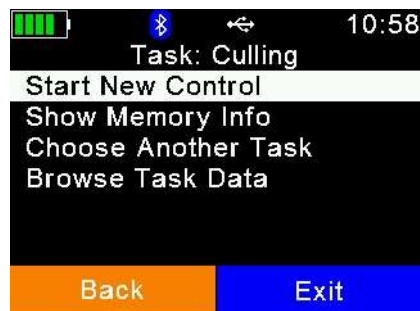 10:58
Task: Culling
Start New Control
Show Memory Info
Choose Another Task
Browse Task Data
Back Exit